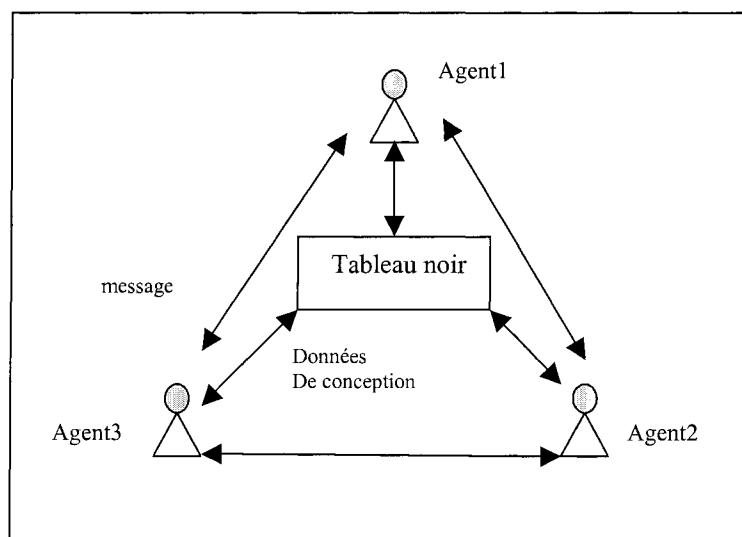 Agent1
Tableau noir
message
Données
De conception
Agent3
Agent2